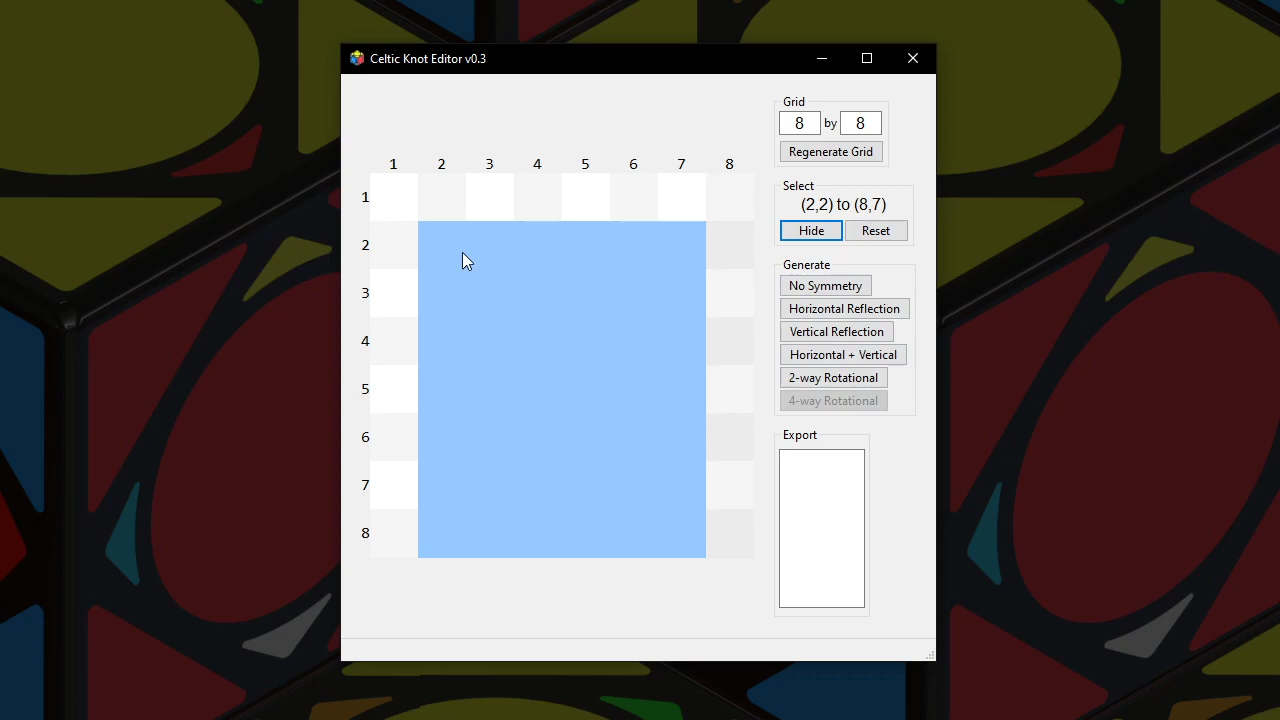 Celtic Knot Editor v0.3
Grid
8 by 8
Regenerate Grid
Select
(2,2) to (8,7)
Hide Reset
Generate
No Symmetry
Horizontal Reflection
Vertical Reflection
Horizontal + Vertical
2-way Rotational
4-way Rotational
Export
1 2 3 4 5 6 7 8
1
2
3
4
5
6
7
8